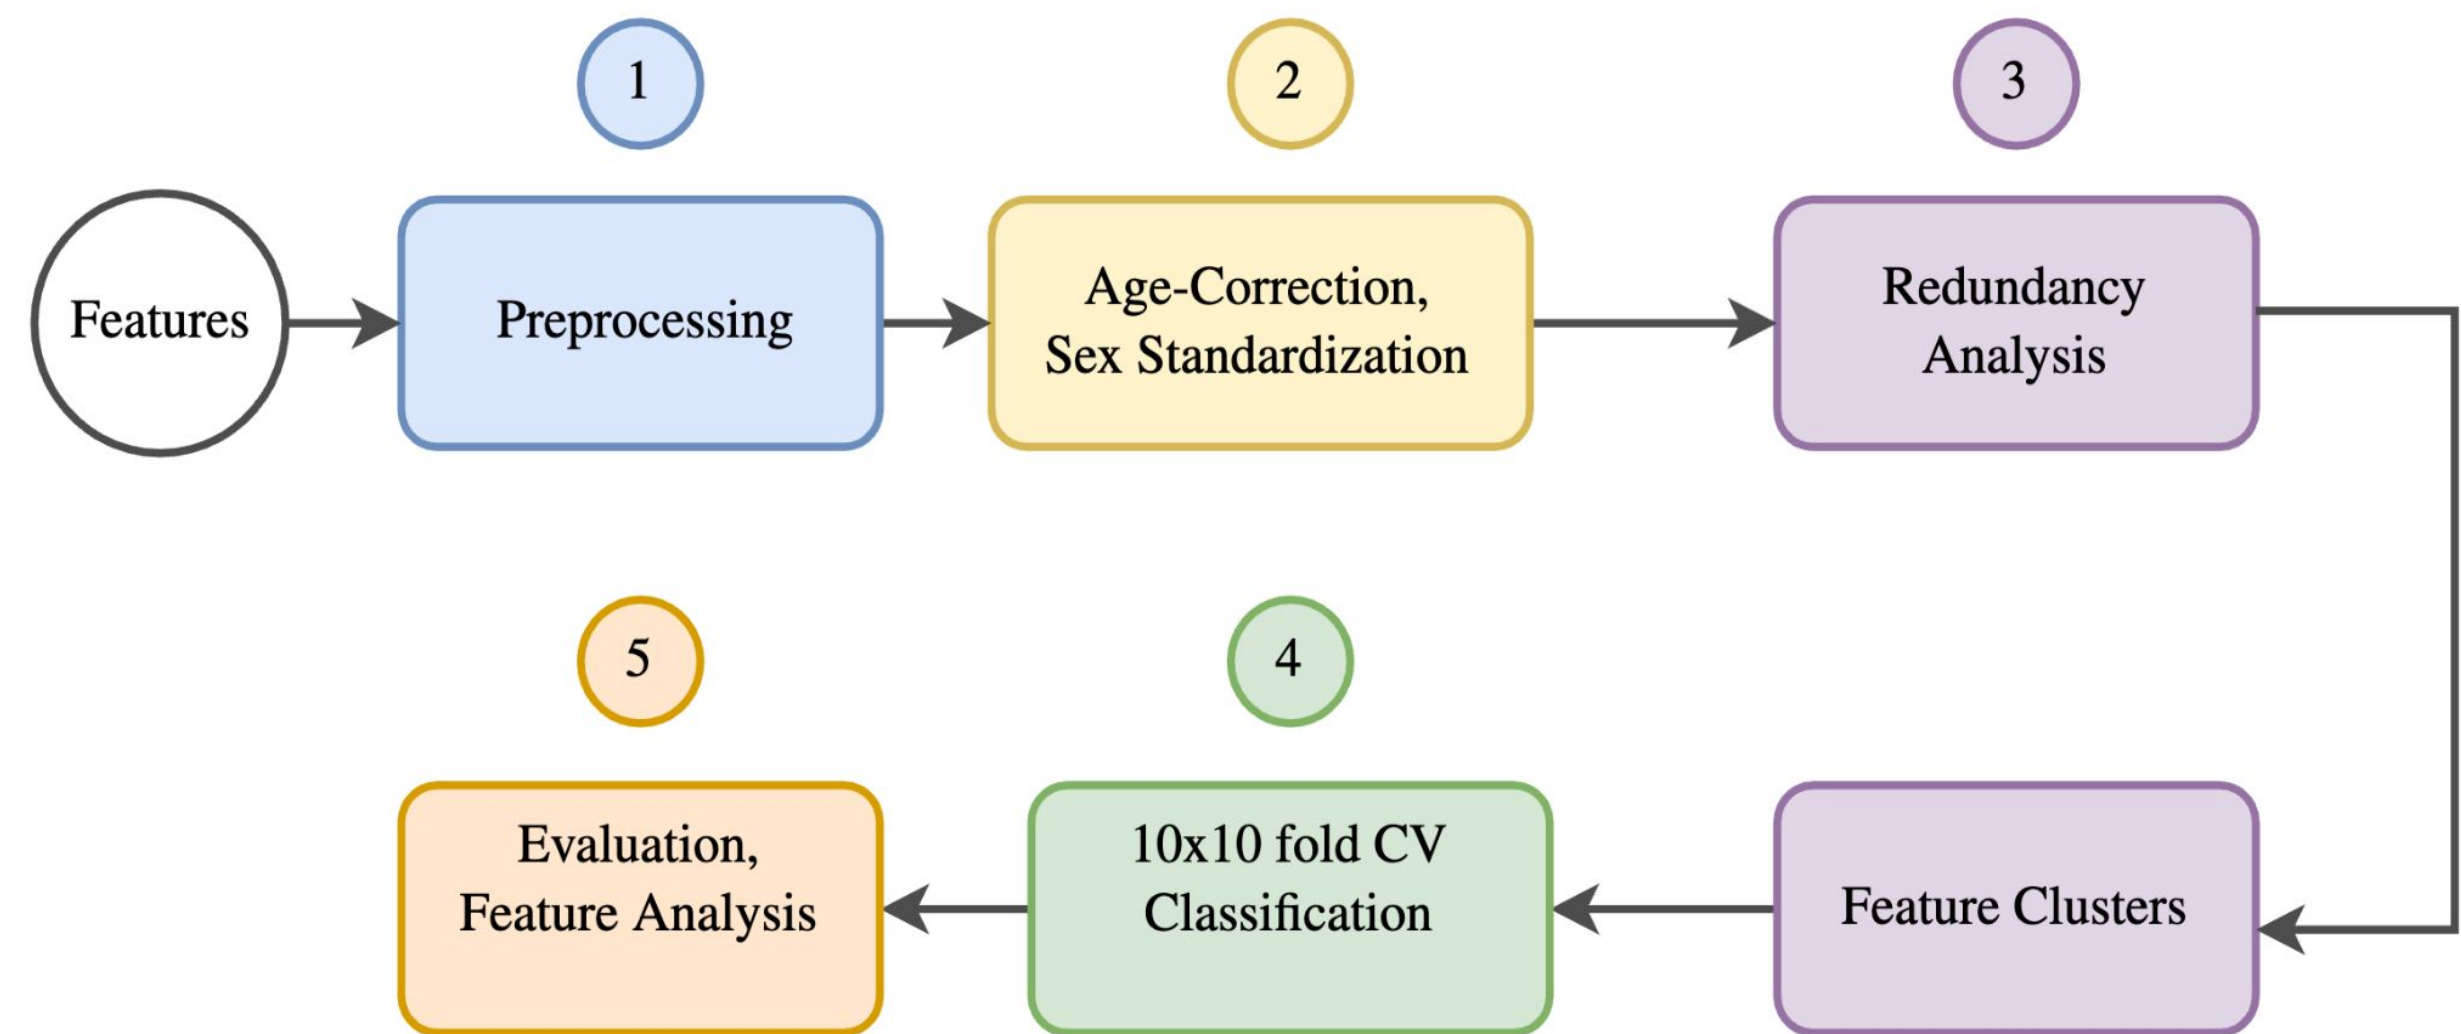 1
2
3
Features
Preprocessing
Age-Correction,
Sex Standardization
Redundancy
Analysis
5
4
Evaluation,
Feature Analysis
10x10 fold CV
Classification
Feature Clusters